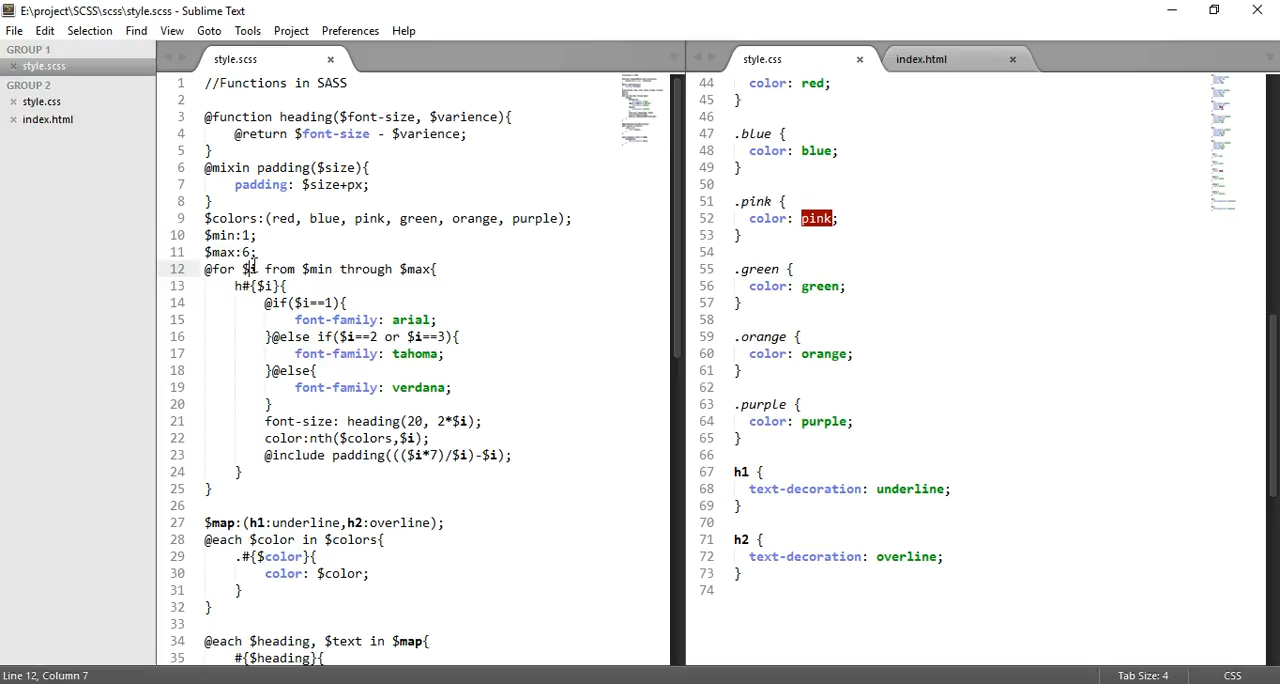 E:\project\SCSS\scss\style.scss - Sublime Text
File Edit Selection Find View Goto Tools Project Preferences Help
GROUP 1
style.scss
GROUP 2
style.css
index.html
style.scss
1 //Functions in SASS
2
3 @function heading($font-size, $varience){
4 @return $font-size - $varience;
5 }
6 @mixin padding($size){
7 padding: $size+px;
8 }
9 $colors:(red, blue, pink, green, orange, purple);
10 $min:1;
11 $max:6;
12 @for $i from $min through $max{
13 h#{$i}{
14 @if($i==1){
15 font-family: arial;
16 }@else if($i==2 or $i==3){
17 font-family: tahoma;
18 }@else{
19 font-family: verdana;
20 }
21 font-size: heading(20, 2*$i);
22 color:nth($colors,$i);
23 @include padding((($i*7)/$i)-$i);
24 }
25 }
26
27 $map:(h1:underline,h2:overline);
28 @each $color in $colors{
29 .#{$color}{
30 color: $color;
31 }
32 }
33
34 @each $heading, $text in $map{
35 #{$heading}{
style.css index.html
44 color: red;
45 }
46
47 .blue {
48 color: blue;
49 }
50
51 .pink {
52 color: pink;
53 }
54
55 .green {
56 color: green;
57 }
58
59 .orange {
60 color: orange;
61 }
62
63 .purple {
64 color: purple;
65 }
66
67 h1 {
68 text-decoration: underline;
69 }
70
71 h2 {
72 text-decoration: overline;
73 }
74
Line 12, Column 7
Tab Size: 4 CSS